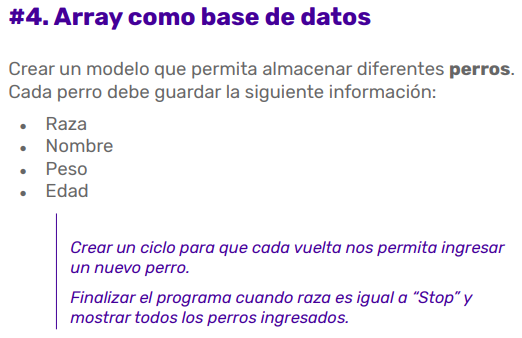 #4. Array como base de datos
Crear un modelo que permita almacenar diferentes perros.
Cada perro debe guardar la siguiente información:
• Raza
• Nombre
• Peso
• Edad
Crear un ciclo para que cada vuelta nos permita ingresar
un nuevo perro.
Finalizar el programa cuando raza es igual a “Stop” y
mostrar todos los perros ingresados.